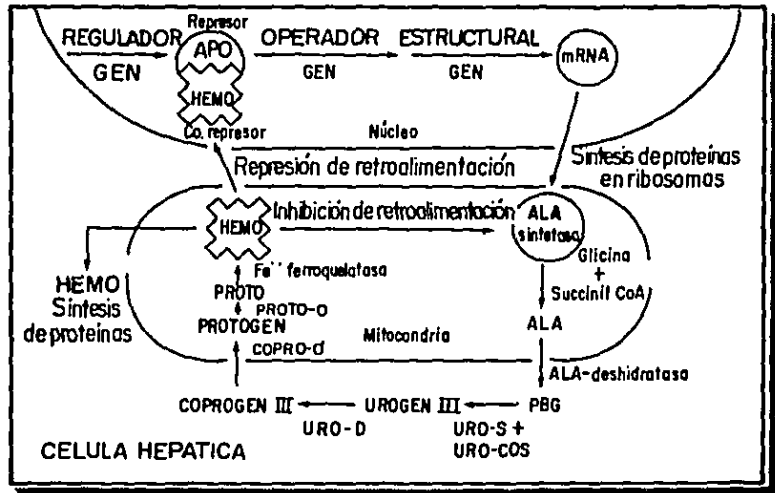 Represor
REGULADOR APO OPERADOR ESTRUCTURAL mRNA
GEN GEN GEN
HEMO
Co. represor Núcleo
Represión de retroalimentación
Síntesis de proteínas
en ribosomas
HEMO Inhibición de retroalimentación ALA
sintetasa
Glicina
+
Succinil CoA
Fe¨ ferroquelatasa
HEMO
Síntesis
de proteínas
PROTO
PROTO-O
PROTOGEN Mitocondria ALA
COPRO-O
ALA-deshidratasa
COPROGEN III UROGEN III PBG
URO-D URO-S +
URO-COS
CELULA HEPATICA